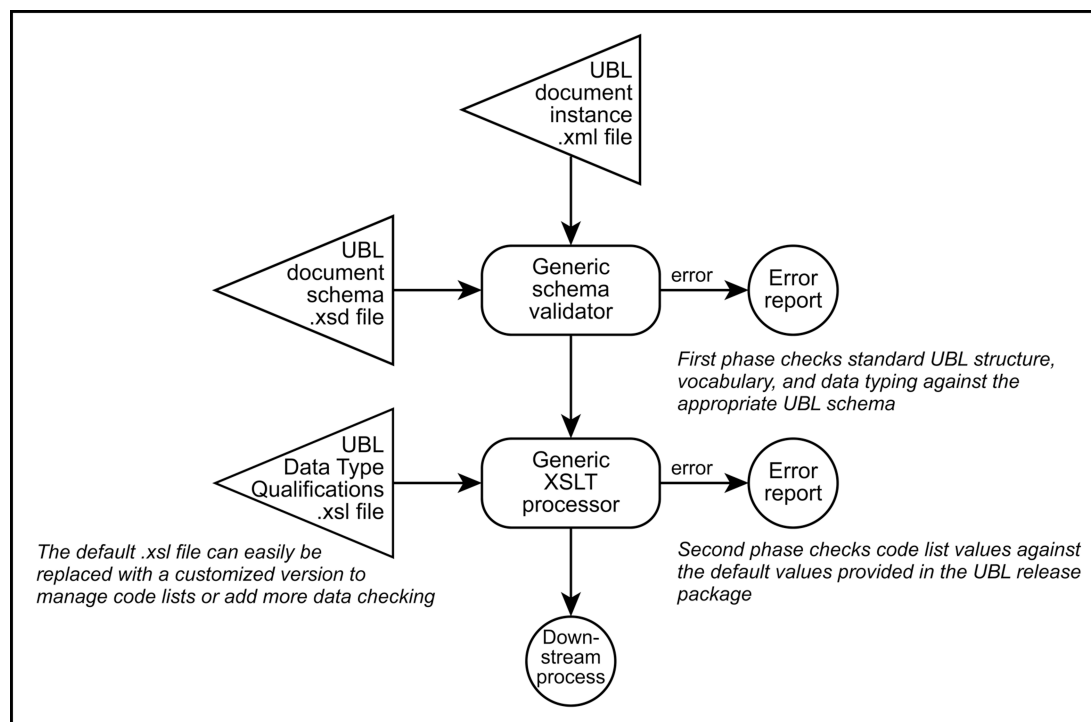 UBL
document
instance
.xml file
UBL
document
schema
.xsd file
Generic
schema
validator
error
Error
report
First phase checks standard UBL structure,
vocabulary, and data typing against the
appropriate UBL schema
UBL
Data Type
Qualifications
.xsl file
Generic
XSLT
processor
error
Error
report
The default .xsl file can easily be
replaced with a customized version to
manage code lists or add more data checking
Second phase checks code list values against
the default values provided in the UBL release
package
Down-
stream
process